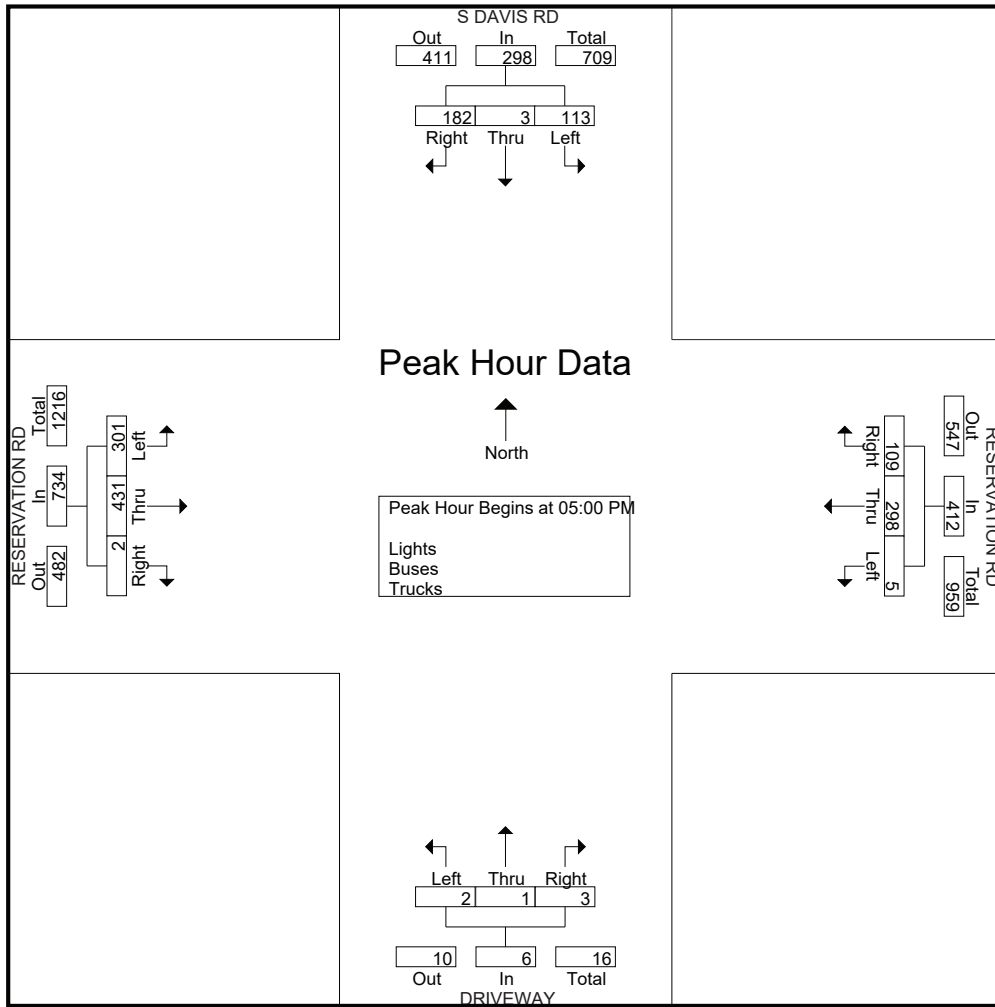 S DAVIS RD
Out In Total
411 298 709
182 3 113
Right Thru Left
Peak Hour Data
North
Peak Hour Begins at 05:00 PM
Lights
Buses
Trucks
RESERVATION RD
Total In Out
1216 734 482
301 431 2
Left Thru Right
RESERVATION RD
Out In Total
547 412 959
109 298 5
Right Thru Left
Left Thru Right
2 1 3
10 6 16
Out In Total
DRIVEWAY